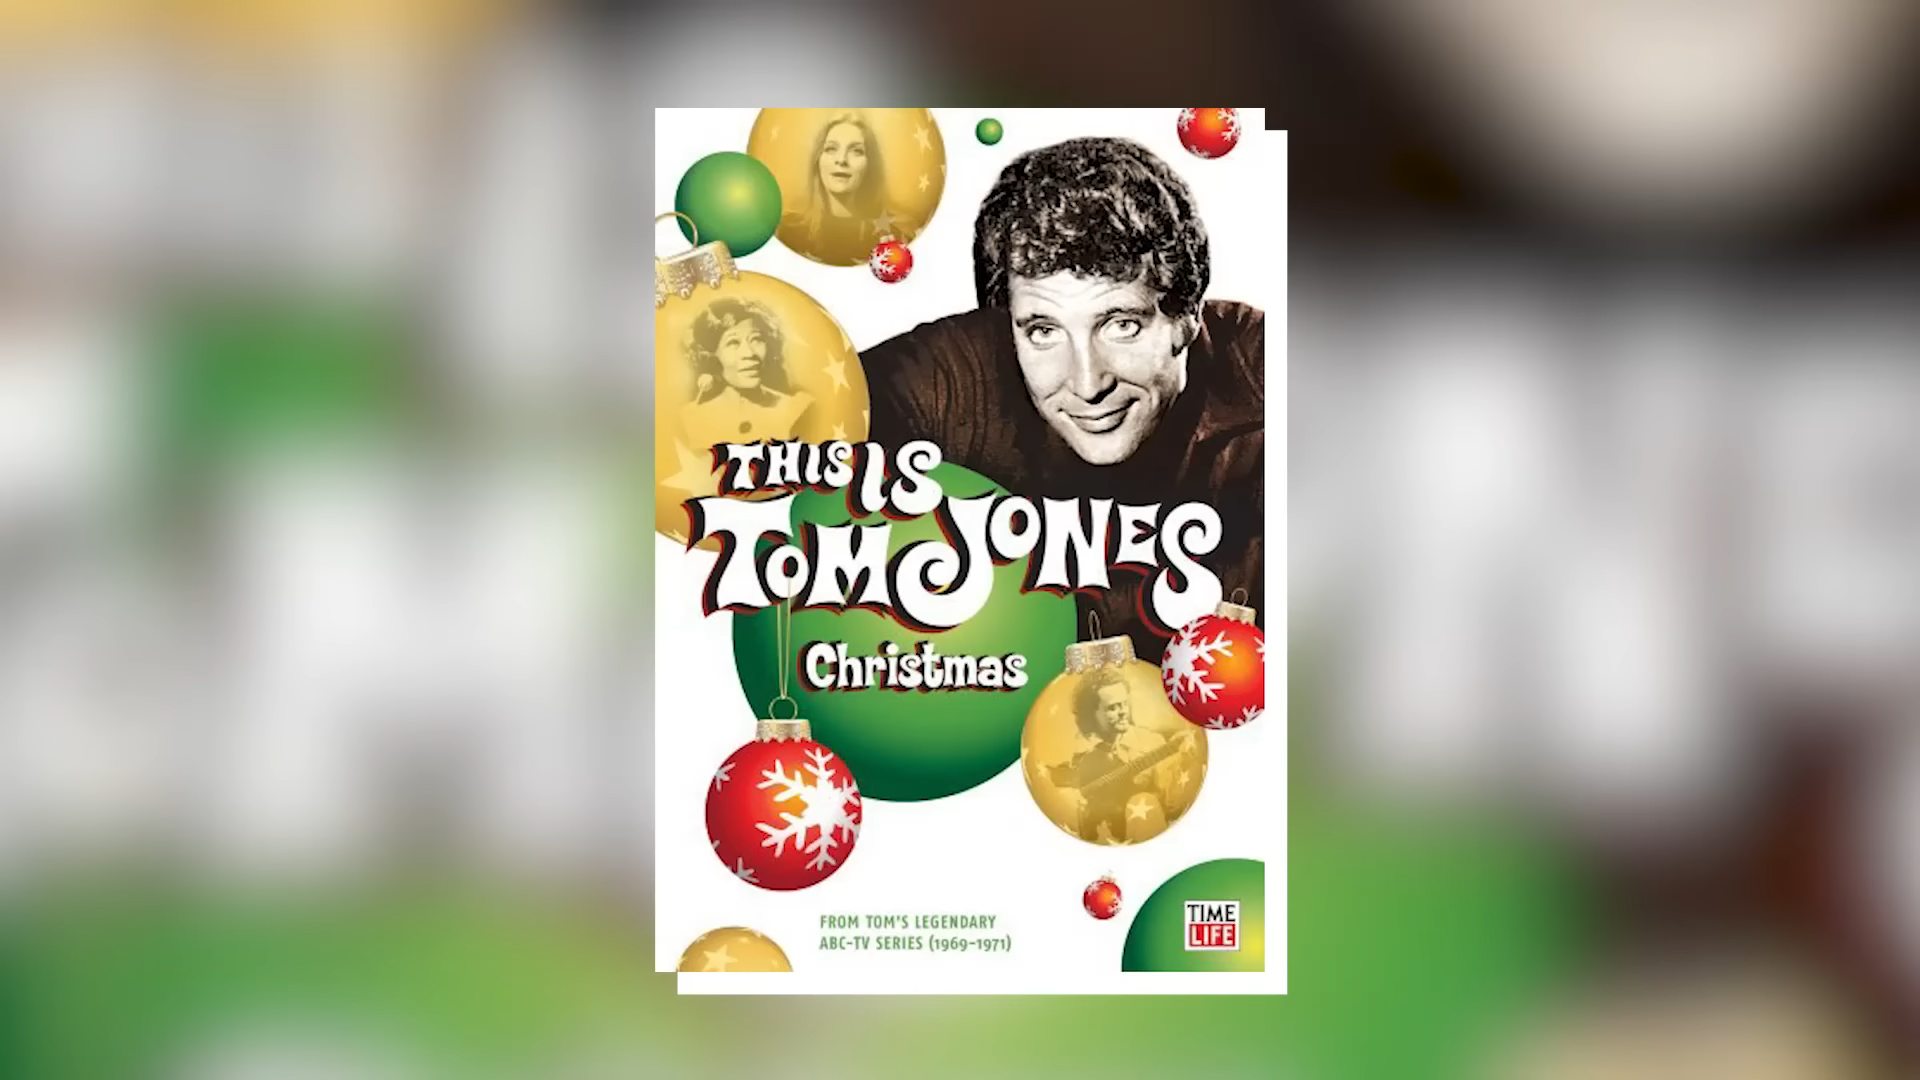 THIS IS
TOM JONES
Christmas
FROM TOM'S LEGENDARY
ABC-TV SERIES (1969-1971)
TIME
LIFE